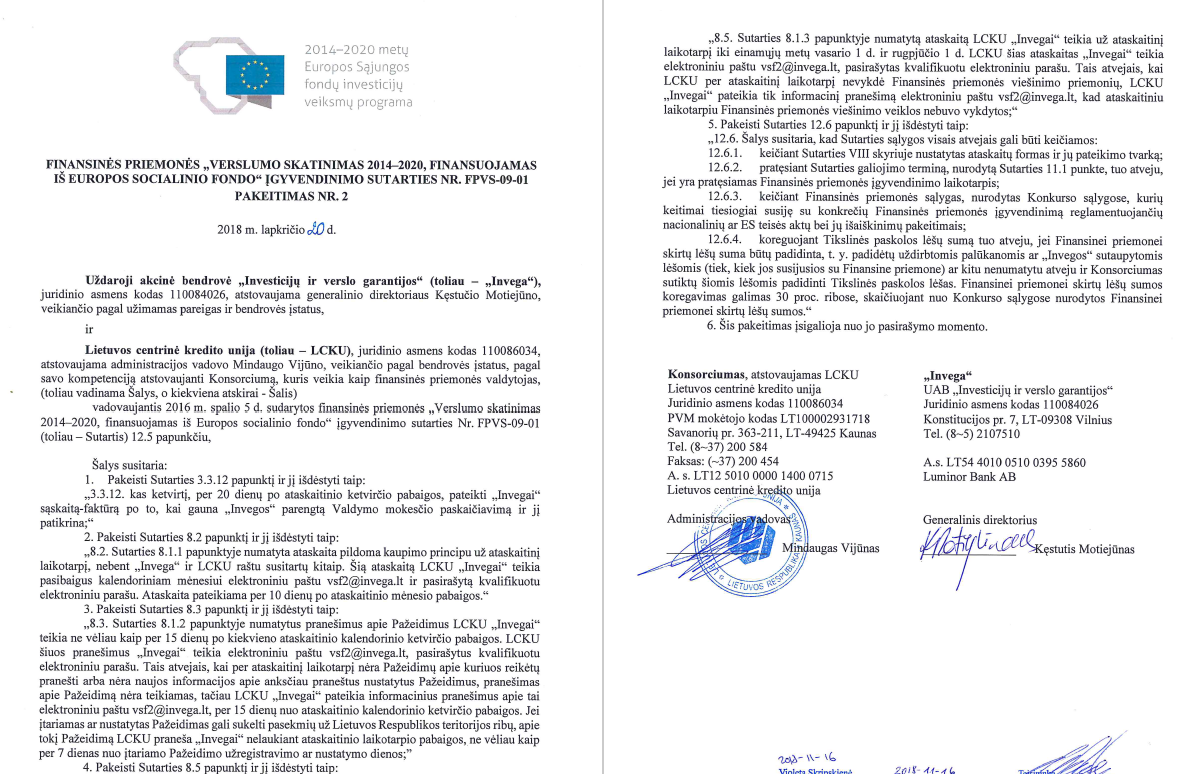 2014–2020 metų
Europos Sąjungos
fondų investicijų
veiksmų programa
FINANSINĖS PRIEMONĖS „VERSLUMO SKATINIMAS 2014–2020, FINANSUOJAMAS
IŠ EUROPOS SOCIALINIO FONDO“ ĮGYVENDINIMO SUTARTIES NR. FPVS-09-01
PAKEITIMAS NR. 2
2018 m. lapkričio 20 d.
Uždaroji akcinė bendrovė „Investicijų ir verslo garantijos“ (toliau – „Invega“),
juridinio asmens kodas 110084026, atstovaujama generalinio direktoriaus Kęstučio Motiejūno,
veikiančio pagal užimamas pareigas ir bendrovės įstatus,
ir
Lietuvos centrinė kredito unija (toliau – LCKU), juridinio asmens kodas 110086034,
atstovaujama administracijos vadovo Mindaugo Vijūno, veikiančio pagal bendrovės įstatus, pagal
savo kompetenciją atstovaujanti Konsorciumą, kuris veikia kaip finansinės priemonės valdytojas,
(toliau vadinama Šalys, o kiekviena atskirai - Šalis)
vadovaujantis 2016 m. spalio 5 d. sudarytos finansinės priemonės „Verslumo skatinimas
2014–2020, finansuojamas iš Europos socialinio fondo“ įgyvendinimo sutarties Nr. FPVS-09-01
(toliau – Sutartis) 12.5 papunkčiu,
Šalys susitaria:
1. Pakeisti Sutarties 3.3.12 papunktį ir jį išdėstyti taip:
„3.3.12. kas ketvirtį, per 20 dienų po ataskaitinio ketvirčio pabaigos, pateikti „Invegai“
sąskaitą-faktūrą po to, kai gauna „Invegos“ parengtą Valdymo mokesčio paskaičiavimą ir jį
patikrina;“
2. Pakeisti Sutarties 8.2 papunktį ir jį išdėstyti taip:
„8.2. Sutarties 8.1.1 papunktyje numatyta ataskaita pildoma kaupimo principu už ataskaitinį
laikotarpį, nebent „Invega“ ir LCKU raštu susitartų kitaip. Šią ataskaitą LCKU „Invegai“ teikia
pasibaigus kalendoriniam mėnesiui elektroniniu paštu vsf2@invega.lt ir pasirašytą kvalifikuotu
elektroniniu parašu. Ataskaita pateikiama per 10 dienų po ataskaitinio mėnesio pabaigos.“
3. Pakeisti Sutarties 8.3 papunktį ir jį išdėstyti taip:
„8.3. Sutarties 8.1.2 papunktyje numatytus pranešimus apie Pažeidimus LCKU „Invegai“
teikia ne vėliau kaip per 15 dienų po kiekvieno ataskaitinio kalendorinio ketvirčio pabaigos. LCKU
šiuos pranešimus „Invegai“ teikia elektroniniu paštu vsf2@invega.lt, pasirašytus kvalifikuotu
elektroniniu parašu. Tais atvejais, kai per ataskaitinį laikotarpį nėra Pažeidimų apie kuriuos reikėtų
pranešti arba nėra naujos informacijos apie anksčiau praneštus nustatytus Pažeidimus, pranešimas
apie Pažeidimą nėra teikiamas, tačiau LCKU „Invegai“ pateikia informacinius pranešimus apie tai
elektroniniu paštu vsf2@invega.lt, per 15 dienų nuo ataskaitinio kalendorinio ketvirčio pabaigos. Jei
įtariamas ar nustatytas Pažeidimas gali sukelti pasekmių už Lietuvos Respublikos teritorijos ribų, apie
tokį Pažeidimą LCKU praneša „Invegai“ nelaukiant ataskaitinio laikotarpio pabaigos, ne vėliau kaip
per 7 dienas nuo įtariamo Pažeidimo užregistravimo ar nustatymo dienos;“
4. Pakeisti Sutarties 8.5 papunktį ir jį išdėstyti taip:
„8.5. Sutarties 8.1.3 papunktyje numatytą ataskaitą LCKU „Invegai“ teikia už ataskaitinį
laikotarpį iki einamųjų metų vasario 1 d. ir rugpjūčio 1 d. LCKU šias ataskaitas „Invegai“ teikia
elektroniniu paštu vsf2@invega.lt, pasirašytas kvalifikuotu elektroniniu parašu. Tais atvejais, kai
LCKU per ataskaitinį laikotarpį nevykdė Finansinės priemonės viešinimo priemonių, LCKU
„Invegai“ pateikia tik informacinį pranešimą elektroniniu paštu vsf2@invega.lt, kad ataskaitiniu
laikotarpiu Finansinės priemonės viešinimo veiklos nebuvo vykdytos;“
5. Pakeisti Sutarties 12.6 papunktį ir jį išdėstyti taip:
„12.6. Šalys susitaria, kad Sutarties sąlygos visais atvejais gali būti keičiamos:
12.6.1. keičiant Sutarties VIII skyriuje nustatytas ataskaitų formas ir jų pateikimo tvarką;
12.6.2. pratęsiant Sutarties galiojimo terminą, nurodytą Sutarties 11.1 punkte, tuo atveju,
jei yra pratęsiamas Finansinės priemonės įgyvendinimo laikotarpis;
12.6.3. keičiant Finansinės priemonės sąlygas, nurodytas Konkurso sąlygose, kurių
keitimai tiesiogiai susiję su konkrečių Finansinės priemonės įgyvendinimą reglamentuojančių
nacionalinių ar ES teisės aktų bei jų išaiškinimų pakeitimais;
12.6.4. koreguojant Tikslinės paskolos lėšų sumą tuo atveju, jei Finansinei priemonei
skirtų lėšų suma būtų padidinta, t. y. padidėtų uždirbtomis palūkanomis ar „Invegos“ sutaupytomis
lėšomis (tiek, kiek jos susijusios su Finansine priemone) ar kitu nenumatytu atveju ir Konsorciumas
sutiktų šiomis lėšomis padidinti Tikslinės paskolos lėšas. Finansinei priemonei skirtų lėšų sumos
koregavimas galimas 30 proc. ribose, skaičiuojant nuo Konkurso sąlygose nurodytos Finansinei
priemonei skirtų lėšų sumos.“
6. Šis pakeitimas įsigalioja nuo jo pasirašymo momento.
Konsorciumas, atstovaujamas LCKU
Lietuvos centrinė kredito unija
Juridinio asmens kodas 110086034
PVM mokėtojo kodas LT100002931718
Savanorių pr. 363-211, LT-49425 Kaunas
Tel. (8~37) 200 584
Faksas: (~37) 200 454
A. s. LT12 5010 0000 1400 0715
Lietuvos centrinė kredito unija
Administracijos vadovas
Mindaugas Vijūnas
„Invega“
UAB „Investicijų ir verslo garantijos“
Juridinio asmens kodas 110084026
Konstitucijos pr. 7, LT-09308 Vilnius
Tel. (8~5) 2107510
A.s. LT54 4010 0510 0395 5860
Luminor Bank AB
Generalinis direktorius
Kęstutis Motiejūnas
LIETUVOS RESPUBLIKA
KAUNAS
2018-11-16
Violeta Skripskienė
2018-11-16